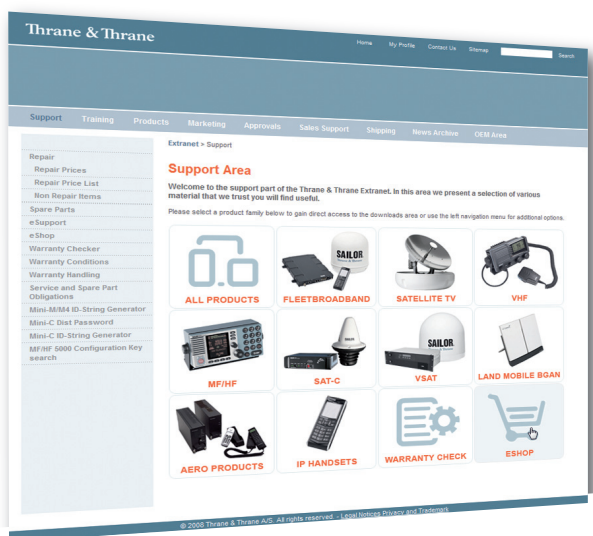 Thrane & Thrane
Home My Profile Contact Us Sitemap Search
Support Training Products Marketing Approvals Sales Support Shipping News Archive OEM Area
Extranet > Support
Repair
Repair Prices
Repair Price List
Non Repair Items
Spare Parts
eSupport
eShop
Warranty Checker
Warranty Conditions
Warranty Handling
Service and Spare Part
Obligations
Mini-M/M4 ID-String Generator
Mini-C Dist Password
Mini-C ID-String Generator
MF/HF 5000 Configuration Key
search
Support Area
Welcome to the support part of the Thrane & Thrane Extranet. In this area we present a selection of various
material that we trust you will find useful.
Please select a product family below to gain direct access to the downloads area or use the left navigation menu for additional options.
SAILOR
ALL PRODUCTS FLEETBROADBAND SATELLITE TV VHF
SAILOR
SAILOR
MF/HF SAT-C VSAT LAND MOBILE BGAN
AERO PRODUCTS IP HANDSETS WARRANTY CHECK ESHOP
© 2008 Thrane & Thrane A/S. All rights reserved - Legal Notices Privacy and Trademark